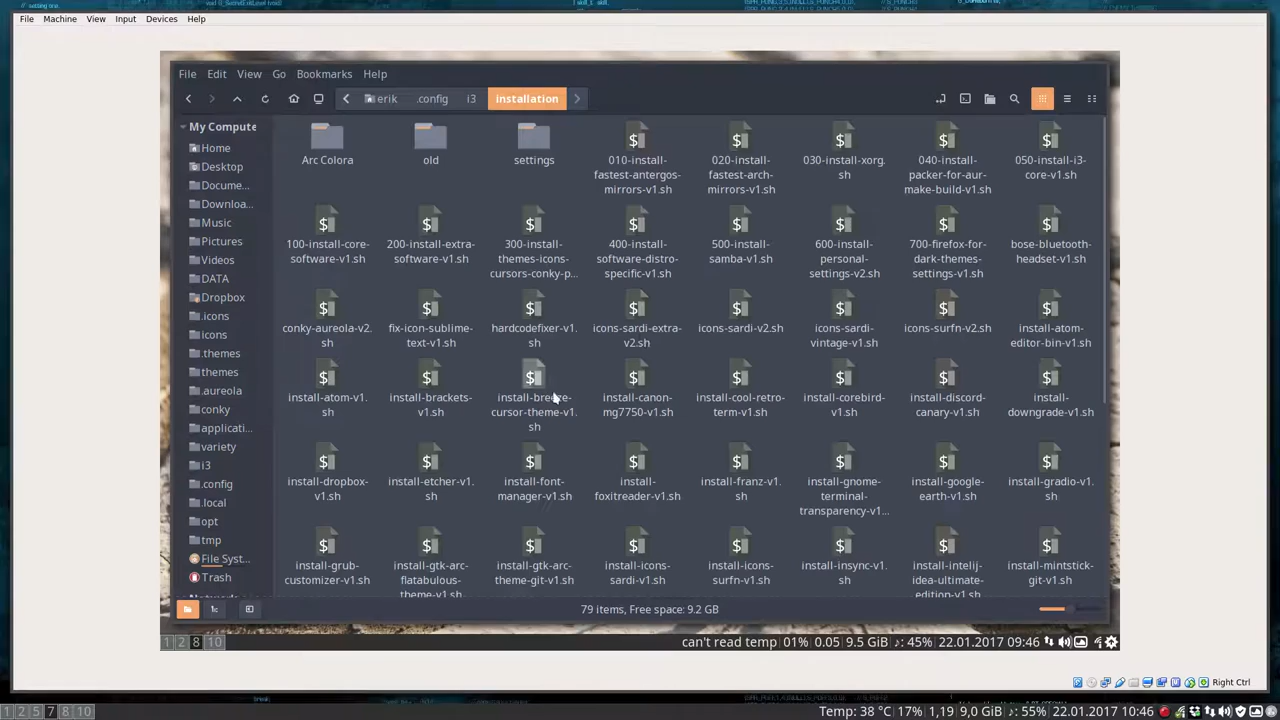 File Machine View Input Devices Help
File Edit View Go Bookmarks Help
erik .config i3 installation
My Compute
Home
Desktop
Docume...
Downloa...
Music
Pictures
Videos
DATA
Dropbox
.icons
icons
.themes
themes
.aureola
conky
applicati...
variety
i3
.config
.local
opt
tmp
File Syst...
Trash
Arc Colora
old
settings
010-install-
fastest-antergos-
mirrors-v1.sh
020-install-
fastest-arch-
mirrors-v1.sh
030-install-xorg.
sh
040-install-
packer-for-aur-
make-build-v1.sh
050-install-i3-
core-v1.sh
100-install-core-
software-v1.sh
200-install-extra-
software-v1.sh
300-install-
themes-icons-
cursors-conky-p...
400-install-
software-distro-
specific-v1.sh
500-install-
samba-v1.sh
600-install-
personal-
settings-v2.sh
700-firefox-for-
dark-themes-
settings-v1.sh
bose-bluetooth-
headset-v1.sh
conky-aureola-v2.
sh
fix-icon-sublime-
text-v1.sh
hardcodefixer-v1.
sh
icons-sardi-extra-
v2.sh
icons-sardi-v2.sh
icons-sardi-
vintage-v1.sh
icons-surfn-v2.sh
install-atom-
editor-bin-v1.sh
install-atom-v1.
sh
install-brackets-
v1.sh
install-breeze-
cursor-theme-v1.
sh
install-canon-
mg7750-v1.sh
install-cool-retro-
term-v1.sh
install-corebird-
v1.sh
install-discord-
canary-v1.sh
install-
downgrade-v1.sh
install-dropbox-
v1.sh
install-etcher-v1.
sh
install-font-
manager-v1.sh
install-
foxitreader-v1.sh
install-franz-v1.
sh
install-gnome-
terminal-
transparency-v1...
install-google-
earth-v1.sh
install-gradio-v1.
sh
install-grub-
customizer-v1.sh
install-gtk-arc-
flatabulous-
theme-v1.sh
install-gtk-arc-
theme-git-v1.sh
install-icons-
sardi-v1.sh
install-icons-
surfn-v1.sh
install-insync-v1.
sh
install-intelij-
idea-ultimate-
edition-v1.sh
install-mintstick-
git-v1.sh
79 items, Free space: 9.2 GB
1 2 8 10 can't read temp 01% 0.05 9.5 GiB ♪: 45% 22.01.2017 09:46
Right Ctrl
1 2 5 7 8 10 Temp: 38 °C 17% 1,19 9,0 GiB ♪: 55% 22.01.2017 10:46